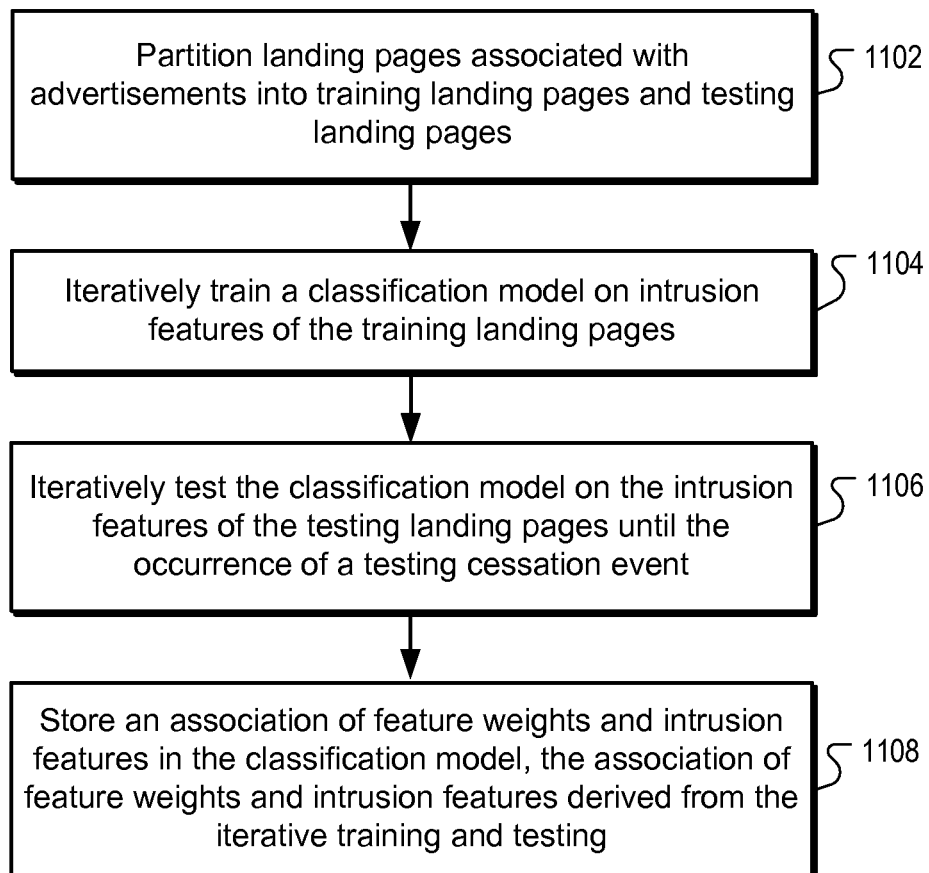 Partition landing pages associated with
advertisements into training landing pages and testing
landing pages
1102
Iteratively train a classification model on intrusion
features of the training landing pages
1104
Iteratively test the classification model on the intrusion
features of the testing landing pages until the
occurrence of a testing cessation event
1106
Store an association of feature weights and intrusion
features in the classification model, the association of
feature weights and intrusion features derived from the
iterative training and testing
1108